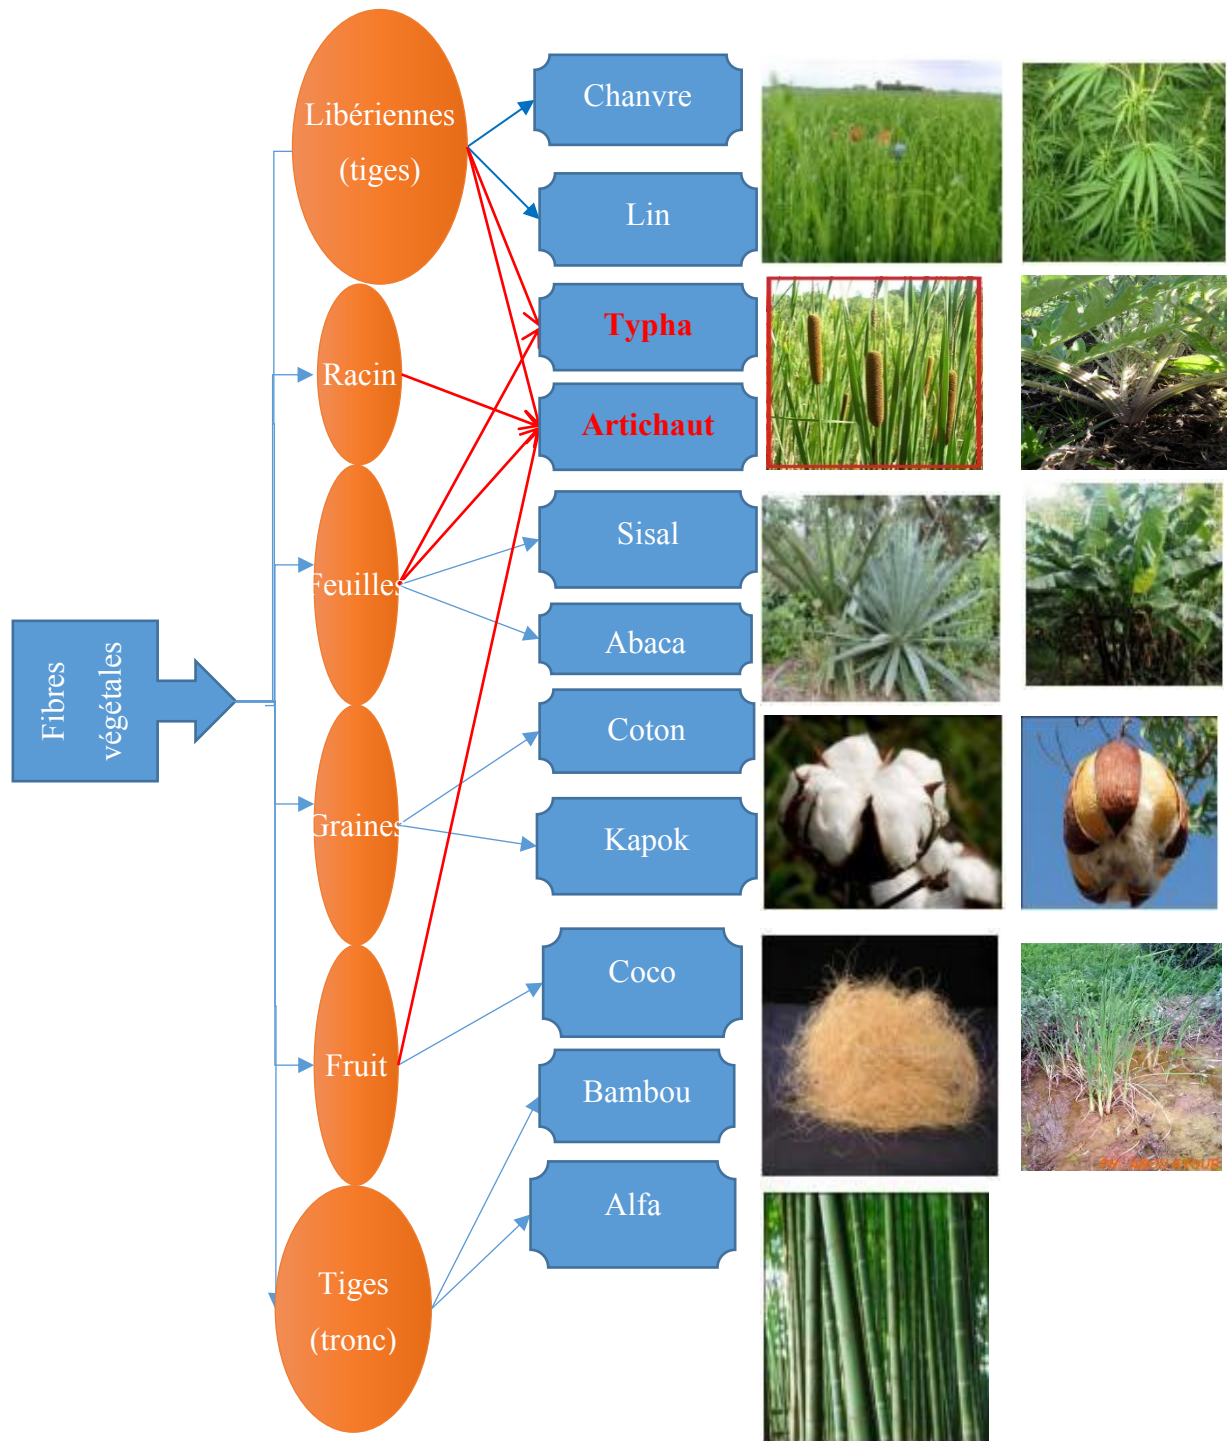 Fibres
végétales
Libériennes
(tiges)
Racin
Feuilles
Graines
Fruit
Tiges
(tronc)
Chanvre
Lin
Typha
Artichaut
Sisal
Abaca
Coton
Kapok
Coco
Bambou
Alfa